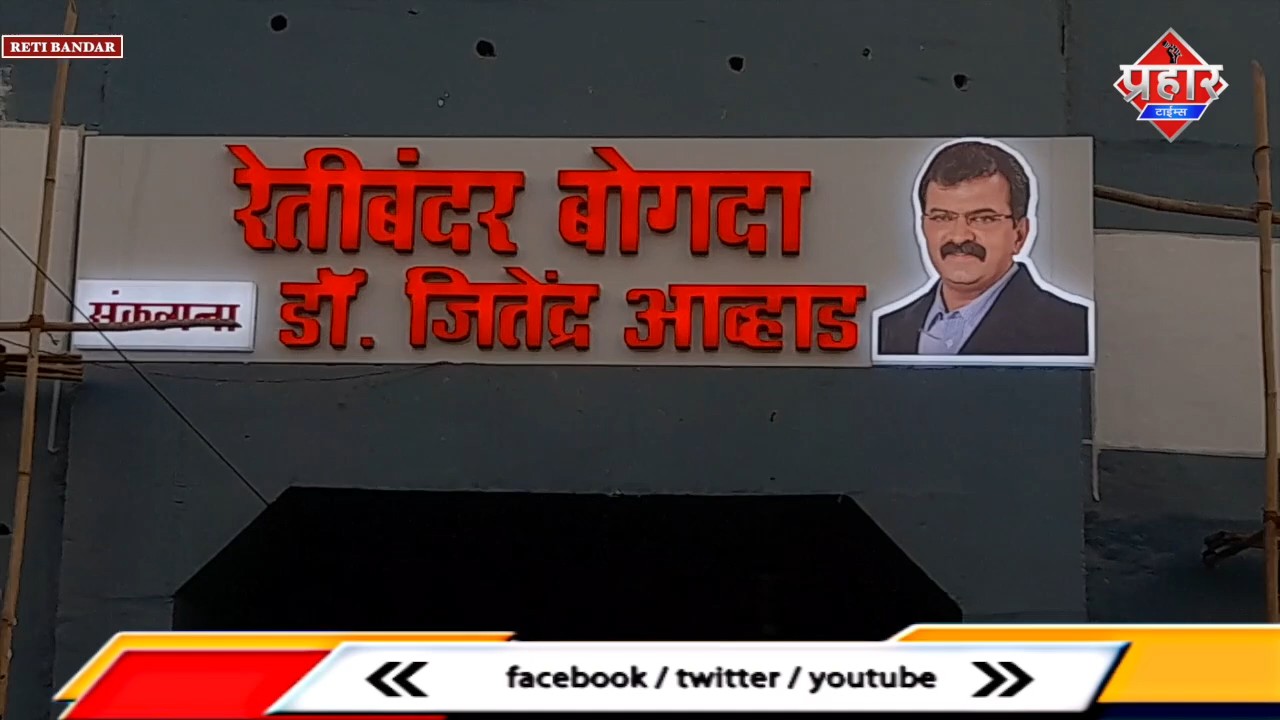 RETI BANDAR
प्रहार
टाईम्स
रेतीबंदर बोगदा
संकल्पना
डॉ. जितेंद्र आव्हाड
facebook / twitter / youtube